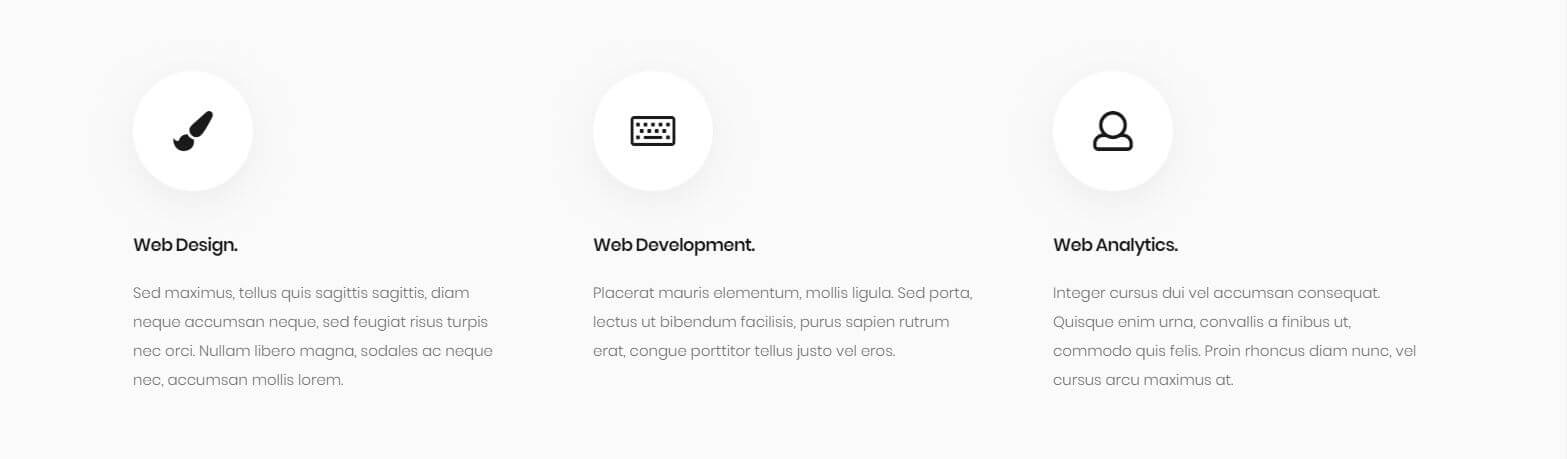 Web Design.
Sed maximus, tellus quis sagittis sagittis, diam
neque accumsan neque, sed feugiat risus turpis
nec orci. Nullam libero magna, sodales ac neque
nec, accumsan mollis lorem.
Web Development.
Placerat mauris elementum, mollis ligula. Sed porta,
lectus ut bibendum facilisis, purus sapien rutrum
erat, congue porttitor tellus justo vel eros.
Web Analytics.
Integer cursus dui vel accumsan consequat.
Quisque enim urna, convallis a finibus ut,
commodo quis felis. Proin rhoncus diam nunc, vel
cursus arcu maximus at.